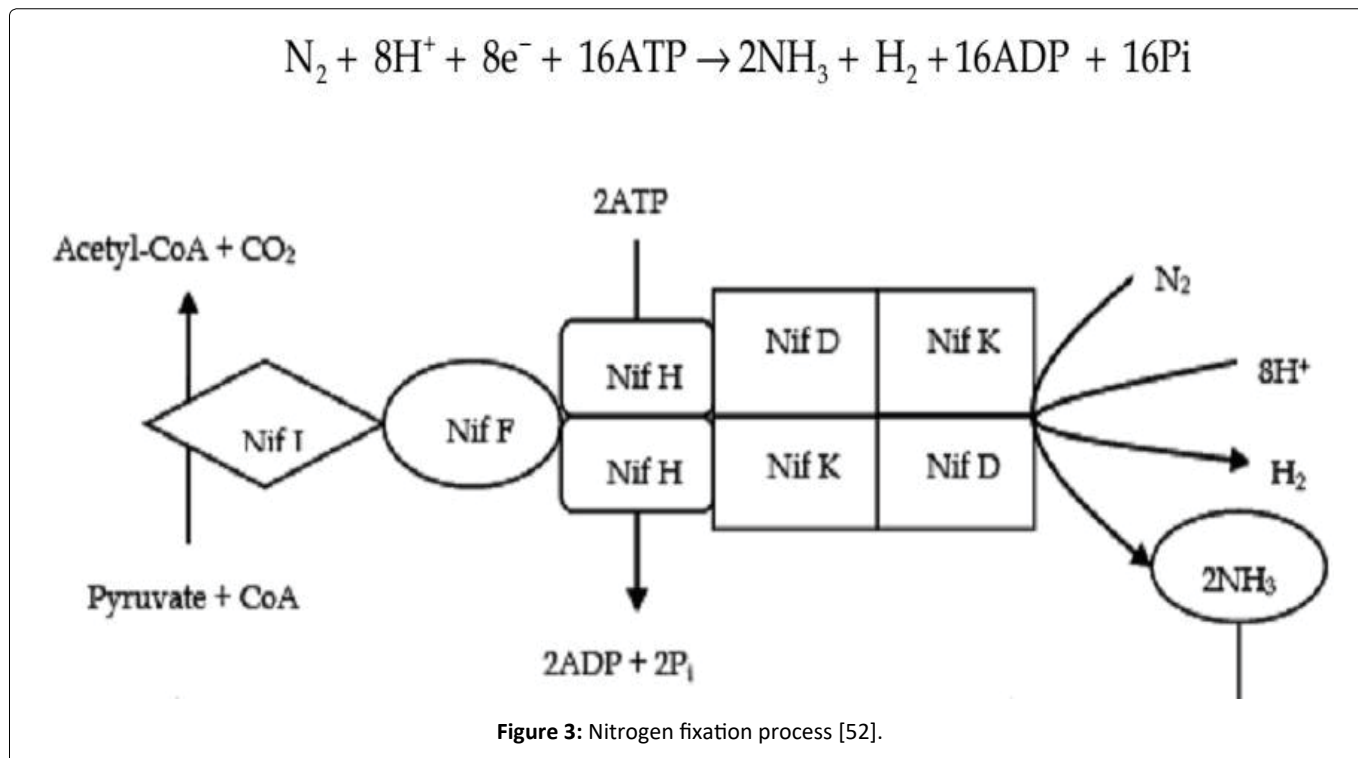 N₂ + 8H⁺ + 8e⁻ + 16ATP → 2NH₃ + H₂ +16ADP + 16Pi
2ATP
Acetyl-CoA + CO₂
N₂
Nif D
Nif K
Nif H
8H⁺
Nif I
Nif F
Nif H
Nif K
Nif D
H₂
2NH₃
Pyruvate + CoA
2ADP + 2Pᵢ
Figure 3: Nitrogen fixation process [52].